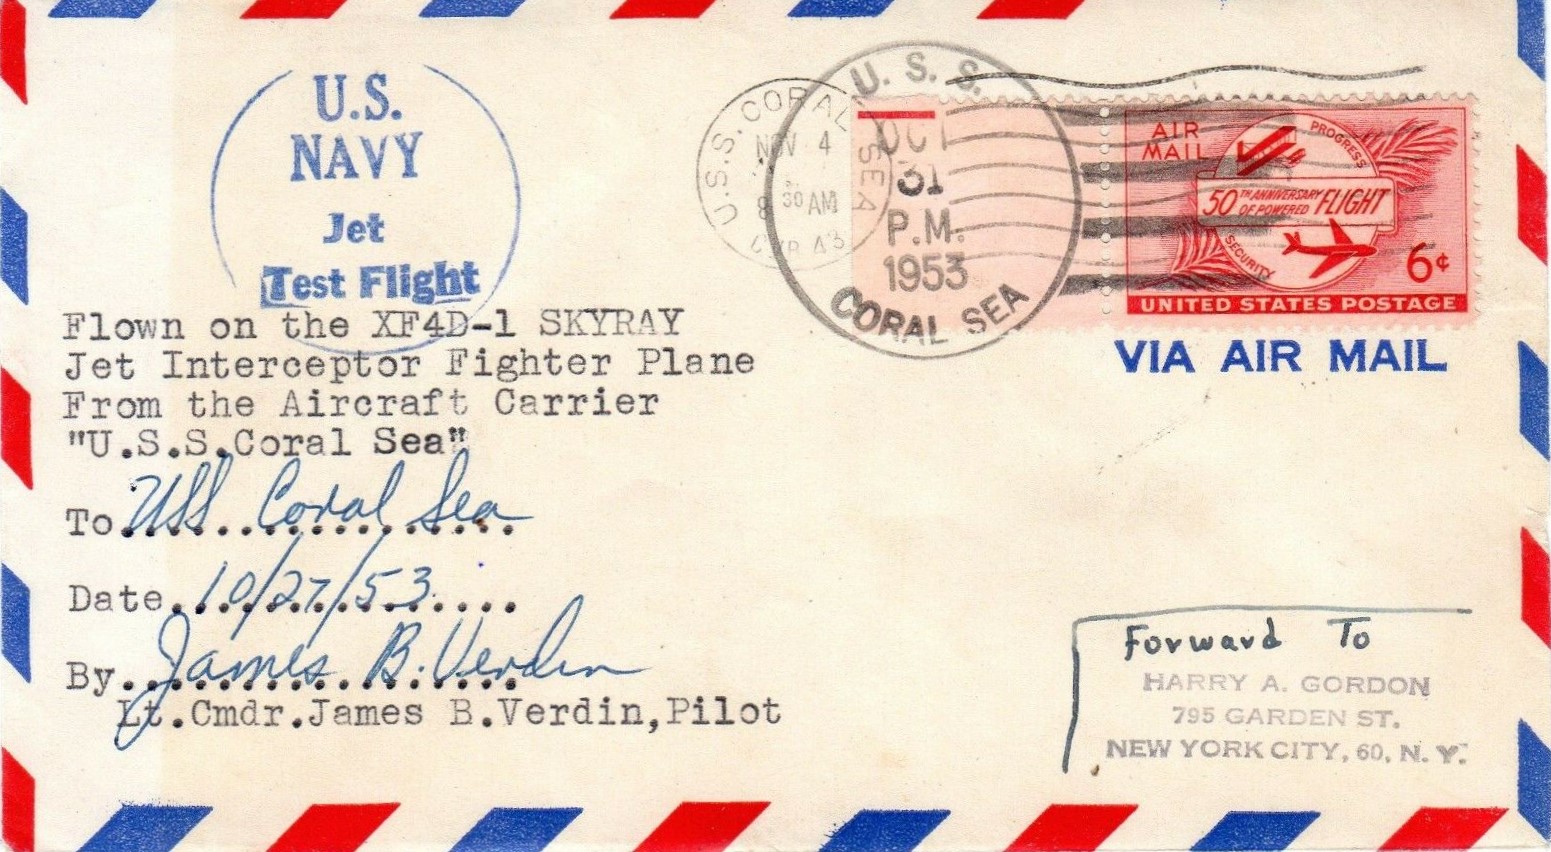 U.S.
NAVY
Jet
Test Flight
Flown on the XF4D-1 SKYRAY
Jet Interceptor Fighter Plane
From the Aircraft Carrier
"U.S.S.Coral Sea"
To USS Coral Sea
Date 10/27/53
By James B. Verdin
Lt.Cmdr.James B.Verdin,Pilot
U.S.S. CORAL SEA
NOV 4
8 30 AM
U.S.S.
OCT
31
P.M.
1953
CORAL SEA
AIR
MAIL
PROGRESS
50TH ANNIVERSARY
OF POWERED FLIGHT
SECURITY
6¢
UNITED STATES POSTAGE
VIA AIR MAIL
Forward To
HARRY A. GORDON
795 GARDEN ST.
NEW YORK CITY, 60, N. Y.